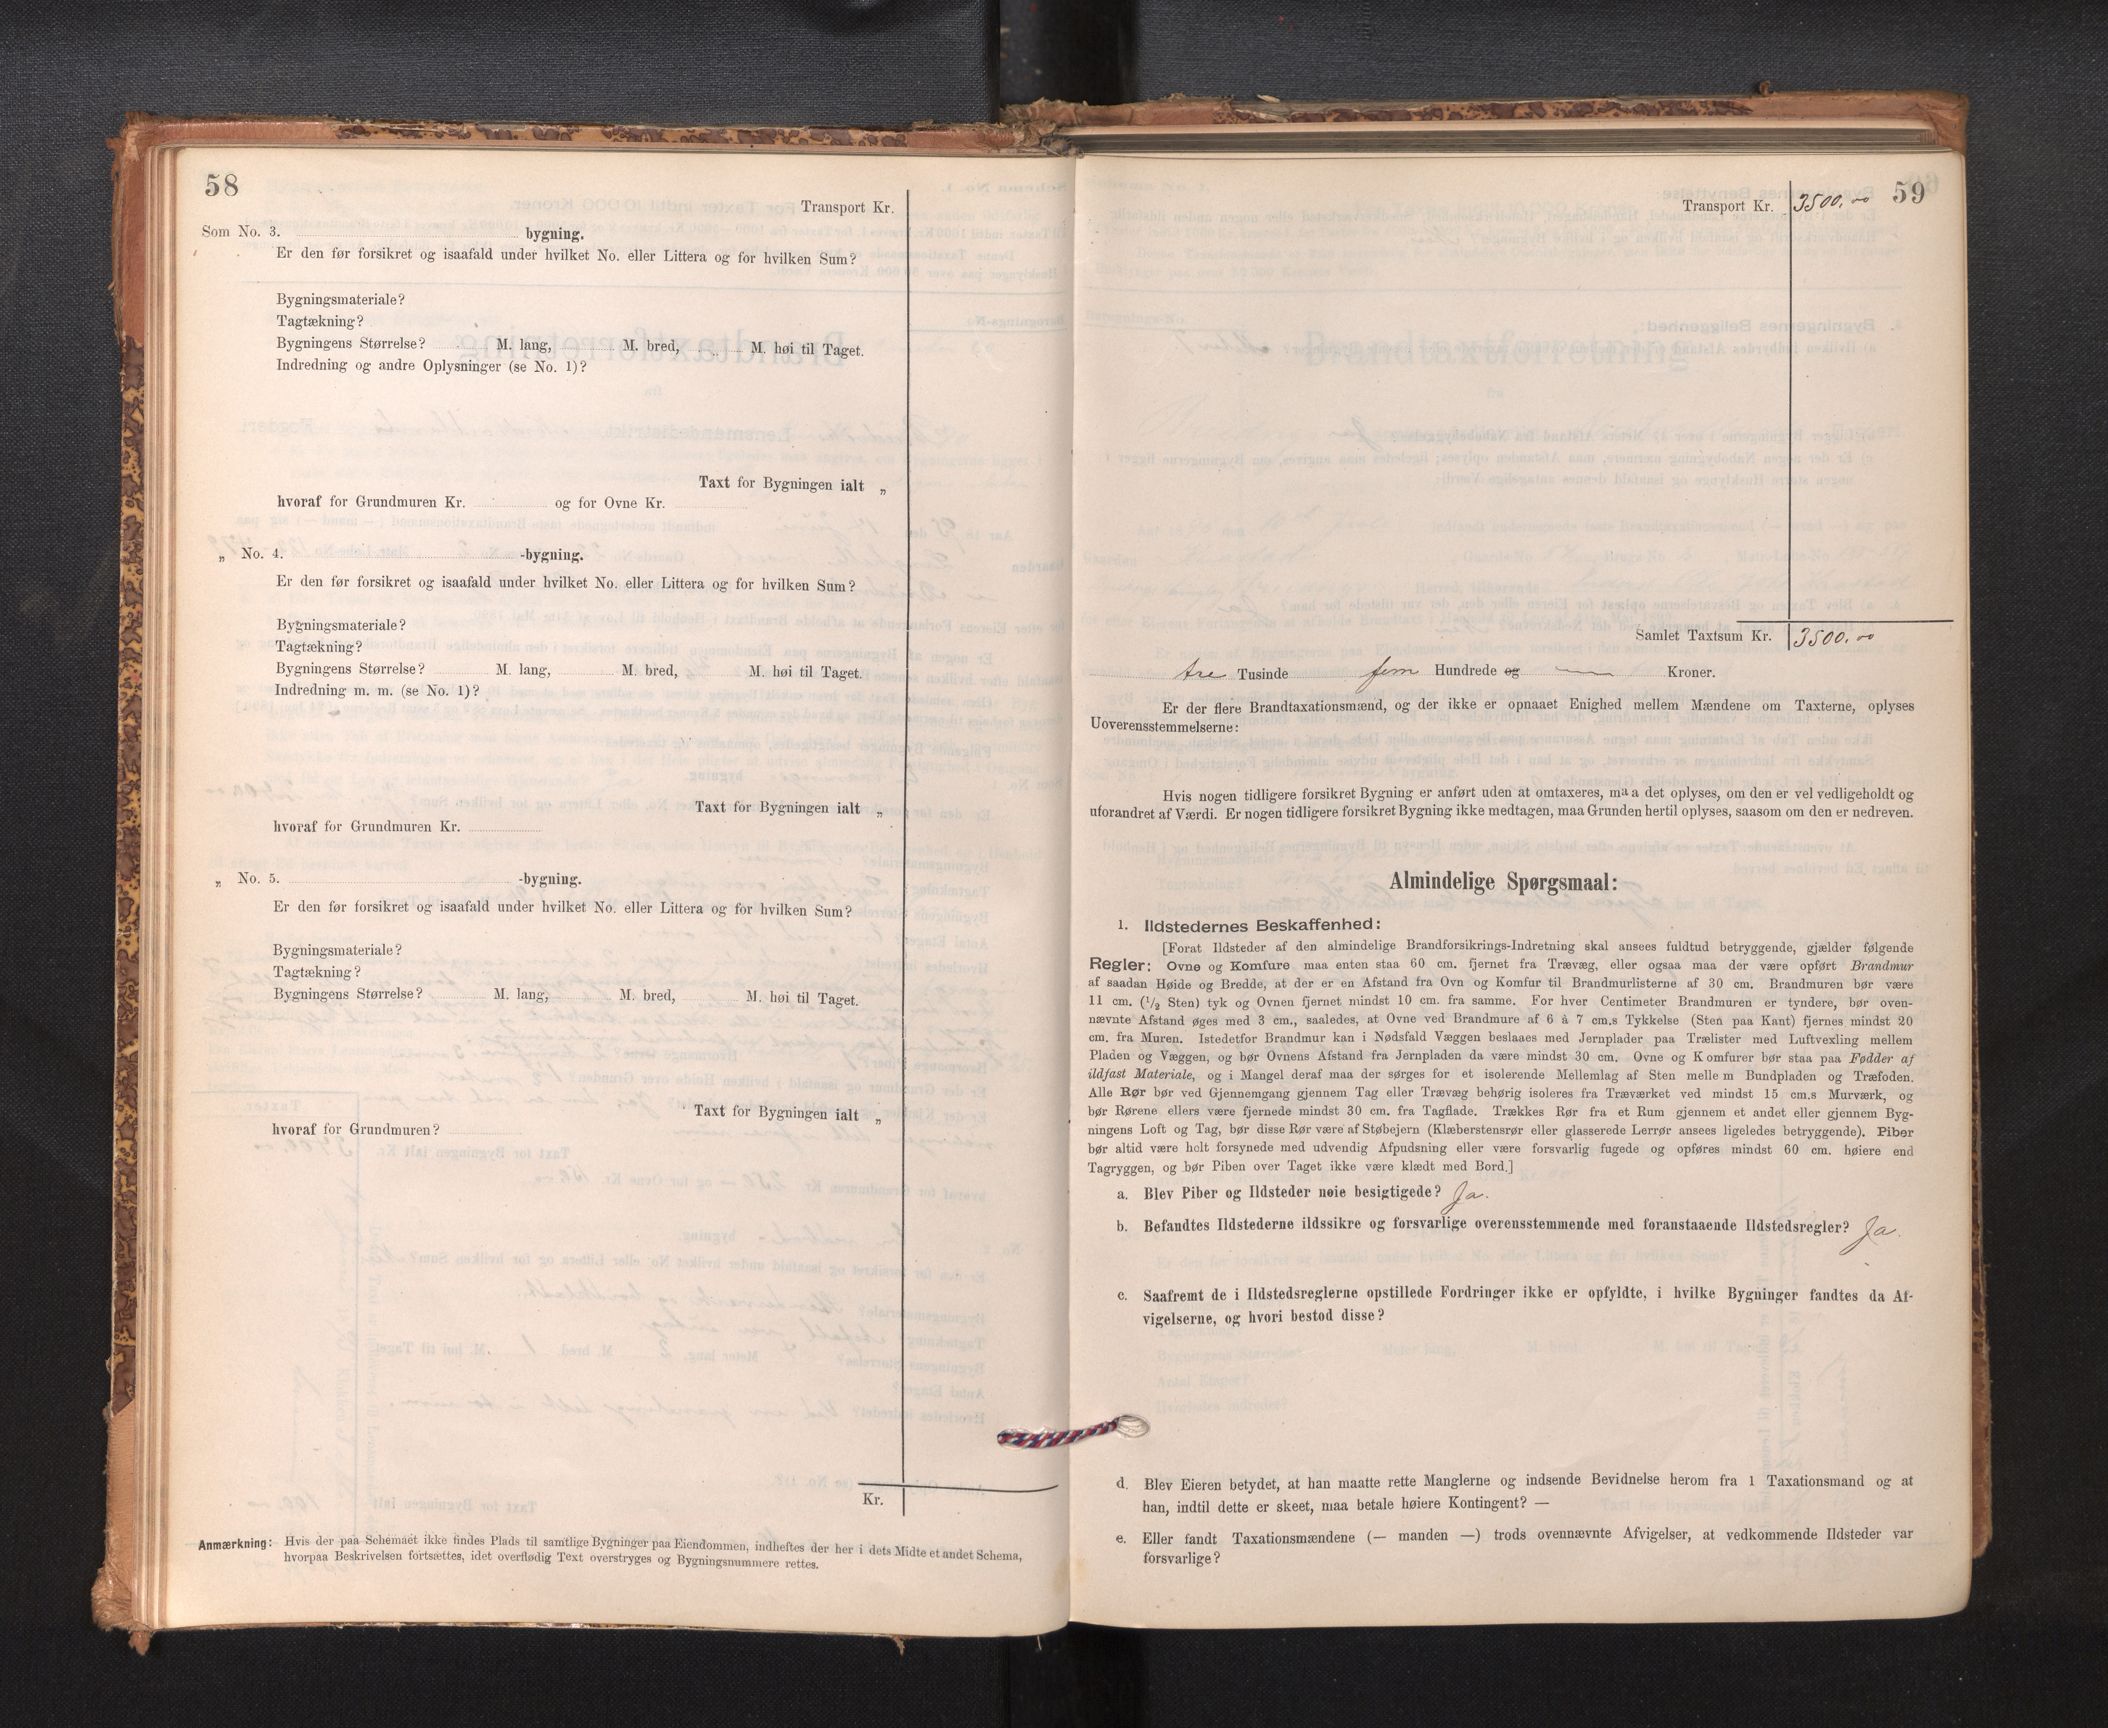 58
Transport Kr.
Som No. 3. bygning.
Er den før forsikret og isaafald under hvilket No. eller Littera og for hvilken Sum?
Bygningsmateriale?
Tagtækning?
Bygningens Størrelse? M. lang, M. bred, M. høi til Taget.
Indredning og andre Oplysninger (se No. 1)?
Taxt for Bygningen ialt „
hvoraf for Grundmuren Kr. og for Ovne Kr.
„ No. 4. -bygning.
Er den før forsikret og isaafald under hvilket No. eller Littera og for hvilken Sum?
Bygningsmateriale?
Tagtækning?
Bygningens Størrelse? M. lang, M. bred, M. høi til Taget.
Indredning m. m. (se No. 1)?
Taxt for Bygningen ialt „
hvoraf for Grundmuren Kr.
„ No. 5. -bygning.
Er den før forsikret og isaafald under hvilket No. eller Littera og for hvilken Sum?
Bygningsmateriale?
Tagtækning?
Bygningens Størrelse? M. lang, M. bred, M. høi til Taget.
Taxt for Bygningen ialt „
hvoraf for Grundmuren?
Kr.
Anmærkning: Hvis der paa Schemaet ikke findes Plads til samtlige Bygninger paa Eiendommen, indheftes der her i dets Midte et andet Schema,
hvorpaa Beskrivelsen fortsættes, idet overflødig Text overstryges og Bygningsnummere rettes.
59
Transport Kr. 3500,00
Samlet Taxtsum Kr. 3500,00
tre Tusinde fem Hundrede og — Kroner.
Er der flere Brandtaxationsmænd, og der ikke er opnaaet Enighed mellem Mændene om Taxterne, oplyses
Uoverensstemmelserne:
Hvis nogen tidligere forsikret Bygning er anført uden at omtaxeres, maa det oplyses, om den er vel vedligeholdt og
uforandret af Værdi. Er nogen tidligere forsikret Bygning ikke medtagen, maa Grunden hertil oplyses, saasom om den er nedreven.
Almindelige Spørgsmaal:
1. Ildstedernes Beskaffenhed:
[Forat Ildsteder af den almindelige Brandforsikrings-Indretning skal ansees fuldtud betryggende, gjælder følgende
Regler: Ovne og Komfure maa enten staa 60 cm. fjernet fra Trævæg, eller ogsaa maa der være opført Brandmur
af saadan Høide og Bredde, at der er en Afstand fra Ovn og Komfur til Brandmurlisterne af 30 cm. Brandmuren bør være
11 cm. (1/2 Sten) tyk og Ovnen fjernet mindst 10 cm. fra samme. For hver Centimeter Brandmuren er tyndere, bør oven-
nævnte Afstand øges med 3 cm., saaledes, at Ovne ved Brandmure af 6 à 7 cm.s Tykkelse (Sten paa Kant) fjernes mindst 20
cm. fra Muren. Istedetfor Brandmur kan i Nødsfald Væggen beslaaes med Jernplader paa Trælister med Luftvexling mellem
Pladen og Væggen, og bør Ovnens Afstand fra Jernpladen da være mindst 30 cm. Ovne og Komfurer bør staa paa Fødder af
ildfast Materiale, og i Mangel deraf maa der sørges for et isolerende Mellemlag af Sten mellem Bundpladen og Træfoden.
Alle Rør bør ved Gjennemgang gjennem Tag eller Trævæg behørig isoleres fra Træværket ved mindst 15 cm.s Murværk, og
bør Rørene ellers være fjernede mindst 30 cm. fra Tagflade. Trækkes Rør fra et Rum gjennem et andet eller gjennem Byg-
ningens Loft og Tag, bør disse Rør være af Støbejern (Klæberstensrør eller glasserede Lerrør ansees ligeledes betryggende). Piber
bør altid være holt forsynede med udvendig Afpudsning eller være forsvarlig fugede og opføres mindst 60 cm. høiere end
Tagryggen, og bør Piben over Taget ikke være klædt med Bord.]
a. Blev Piber og Ildsteder nøie besigtigede? Ja.
b. Befandtes Ildstederne ildssikre og forsvarlige overensstemmende med foranstaaende Ildstedsregler? Ja.
c. Saafremt de i Ildstedsreglerne opstillede Fordringer ikke er opfyldte, i hvilke Bygninger fandtes da Af-
vigelserne, og hvori bestod disse?
d. Blev Eieren betydet, at han maatte rette Manglerne og indsende Bevidnelse herom fra 1 Taxationsmand og at
han, indtil dette er skeet, maa betale høiere Kontingent? —
e. Eller fandt Taxationsmændene (— manden —) trods ovennævnte Afvigelser, at vedkommende Ildsteder var
forsvarlige?